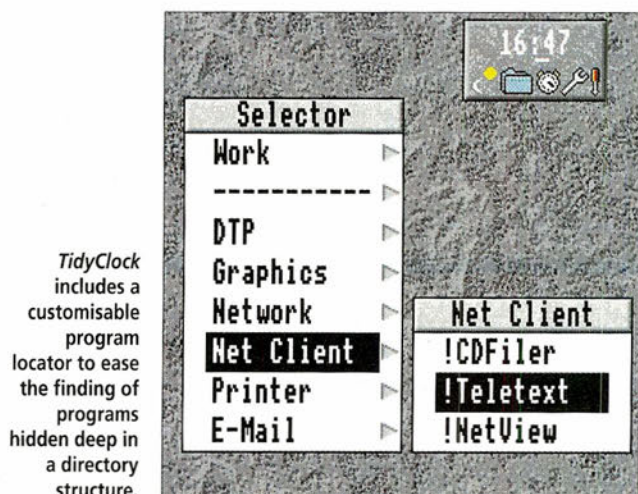 16:47
Selector
Work
-----------
DTP
Graphics
Network
Net Client
Printer
E-Mail
Net Client
!CDFiler
!Teletext
!NetView
TidyClock
includes a
customisable
program
locator to ease
the finding of
programs
hidden deep in
a directory
structure